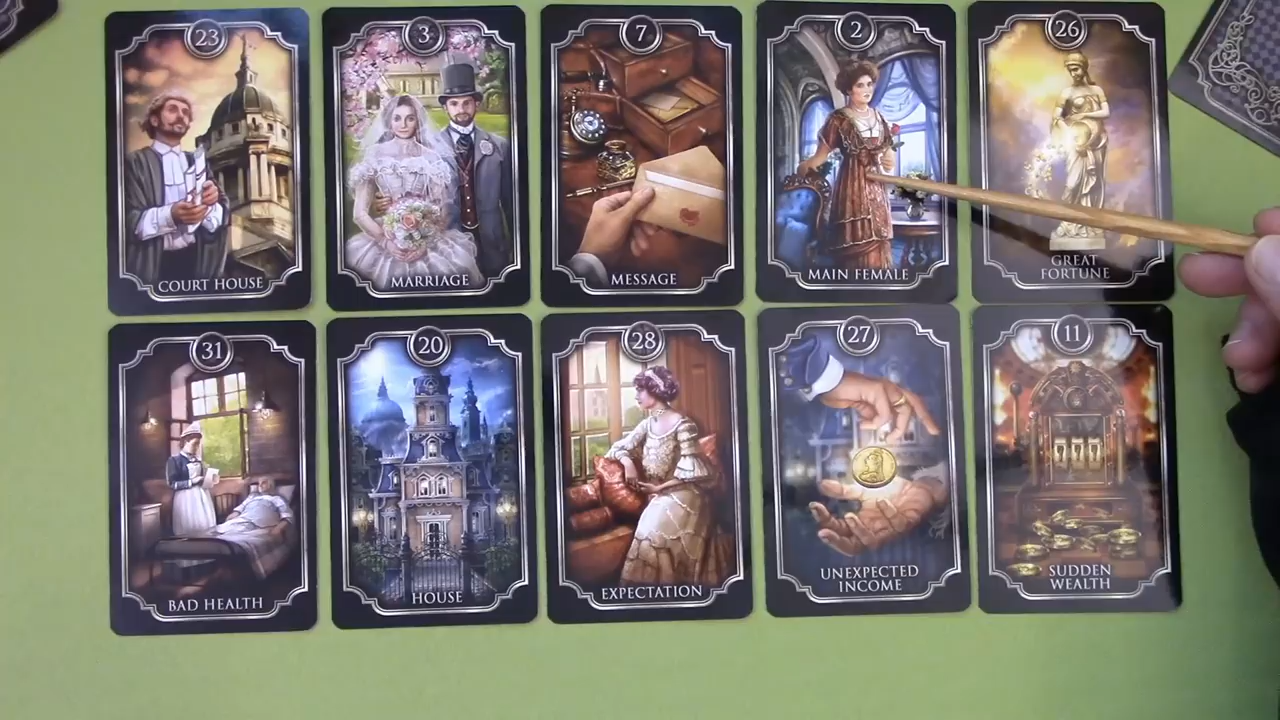 23
COURT HOUSE
3
MARRIAGE
7
MESSAGE
2
MAIN FEMALE
26
GREAT
FORTUNE
31
BAD HEALTH
20
HOUSE
28
EXPECTATION
27
UNEXPECTED
INCOME
11
777
SUDDEN
WEALTH